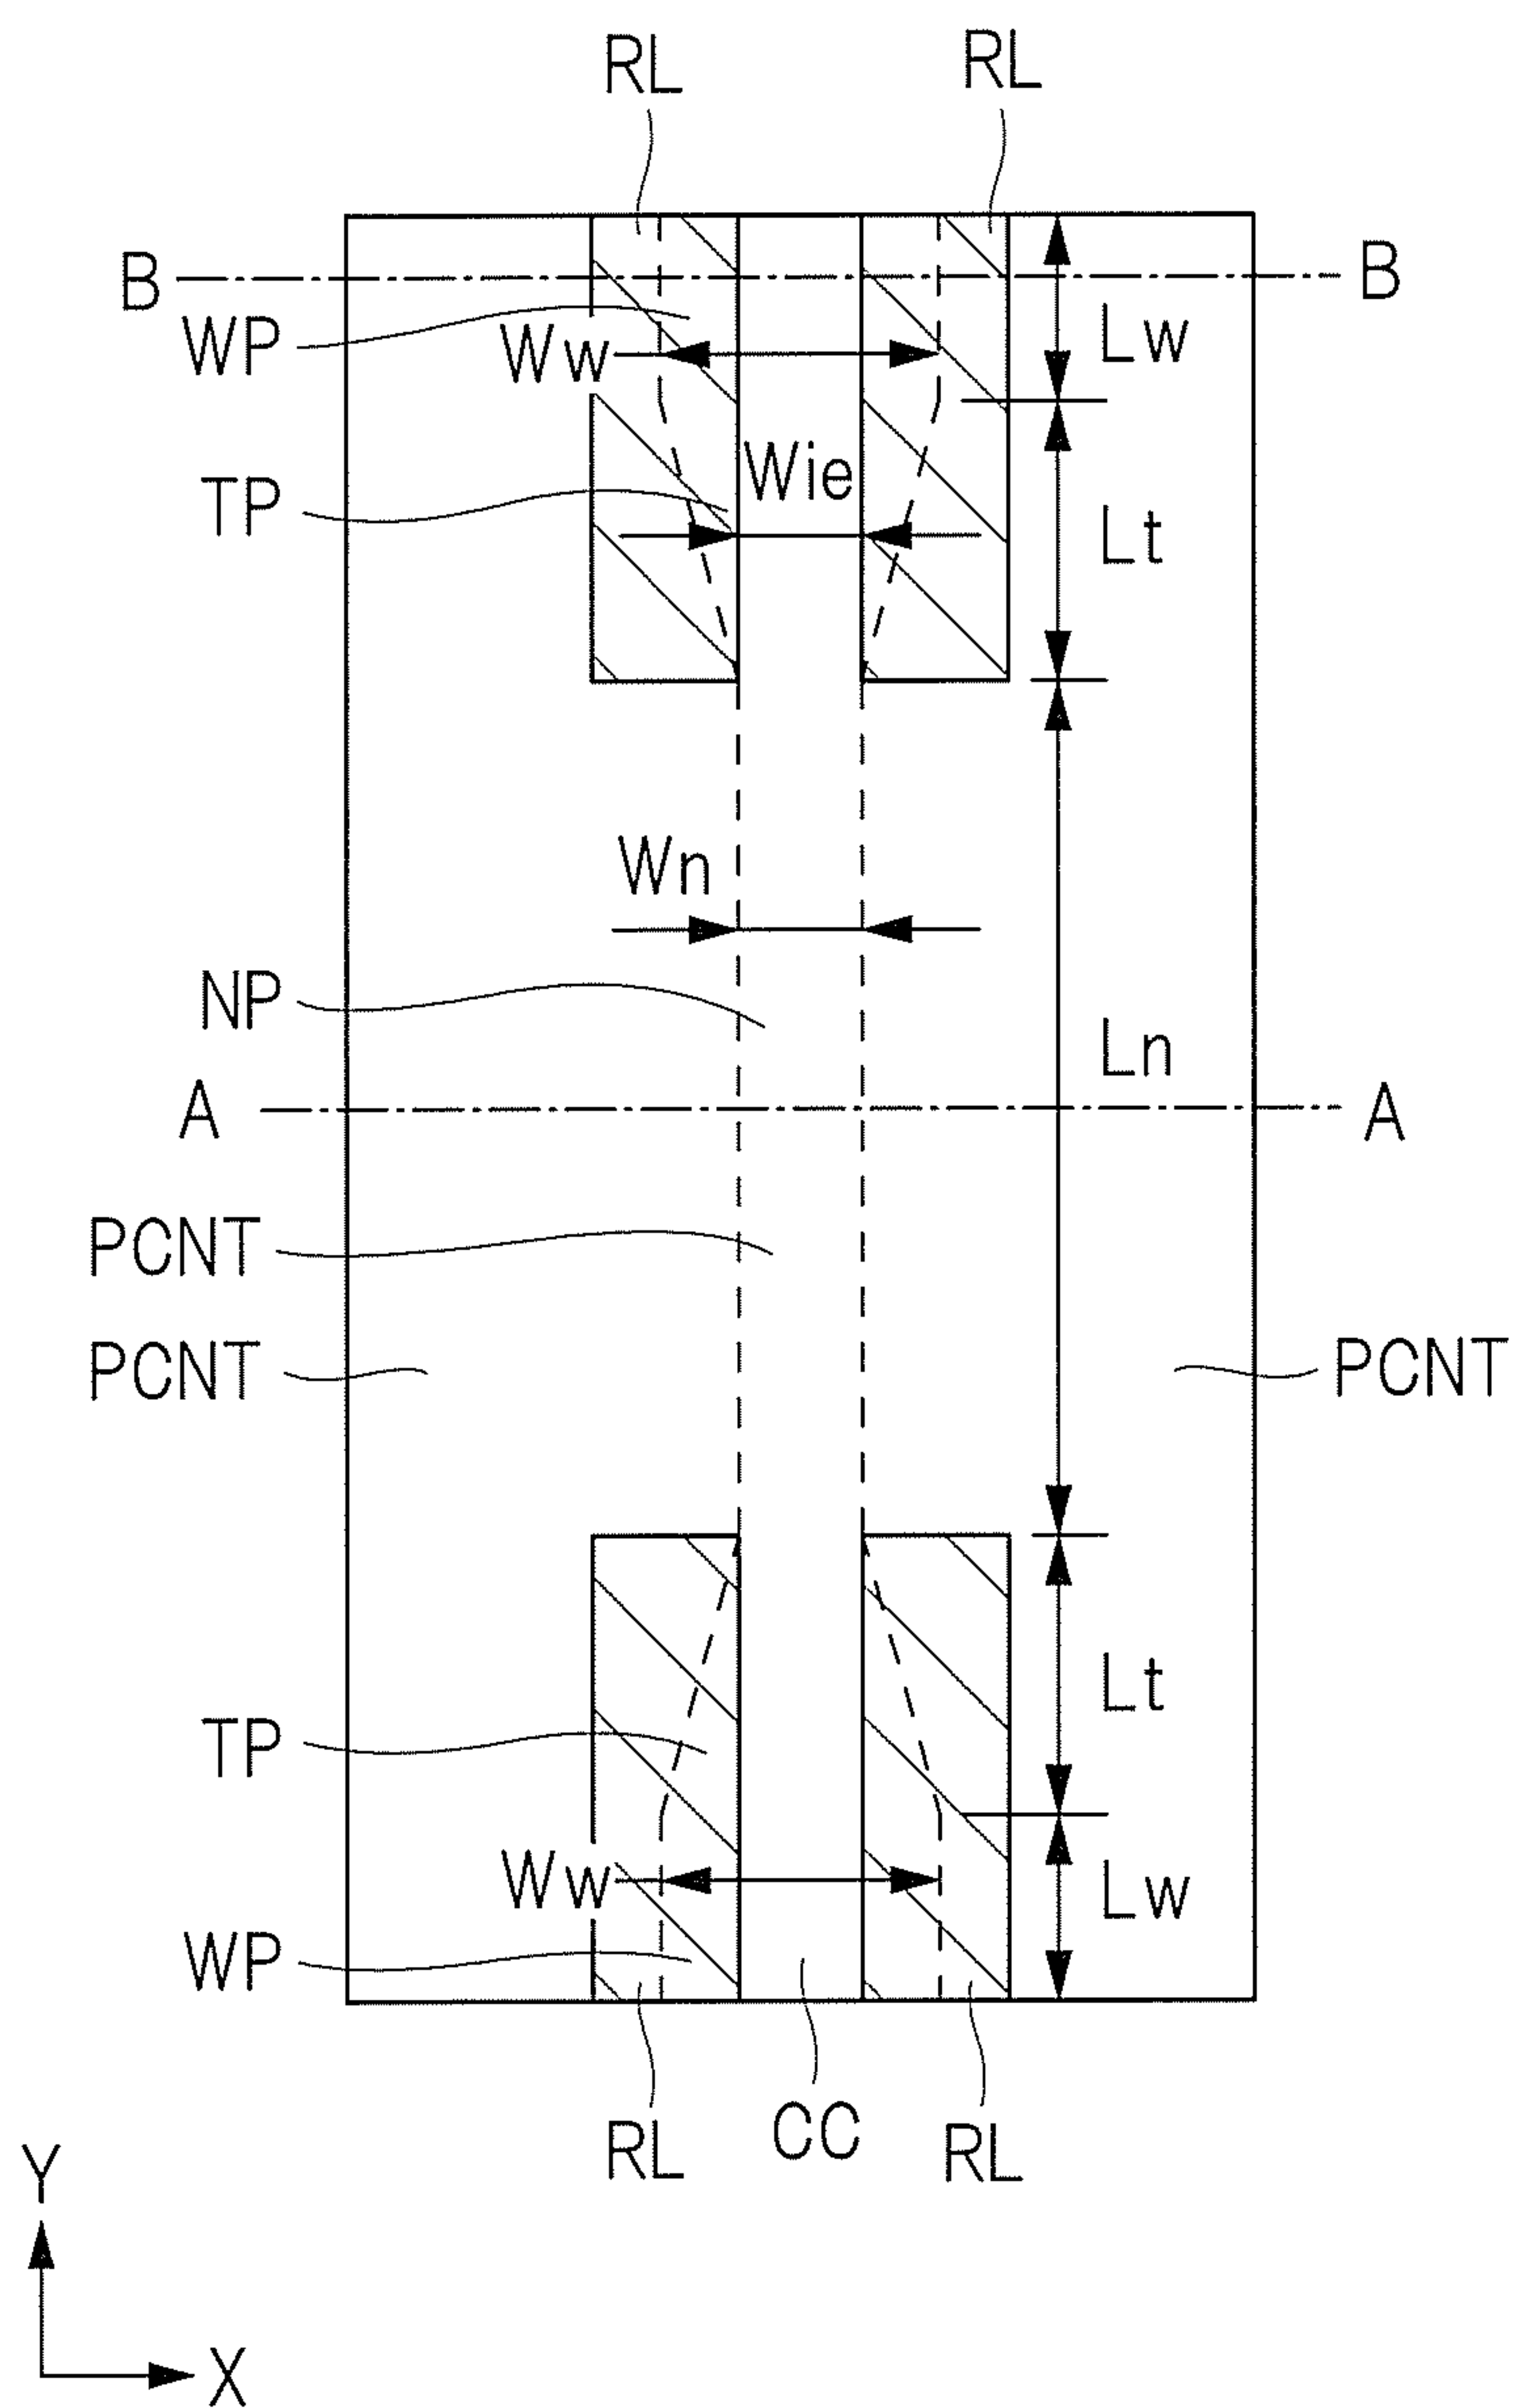 RL RL
B B
WP Ww Lw
TP Wie Lt
Wn
NP Ln
A A
PCNT
PCNT PCNT
TP Lt
Ww Lw
WP
RL CC RL
Y
X